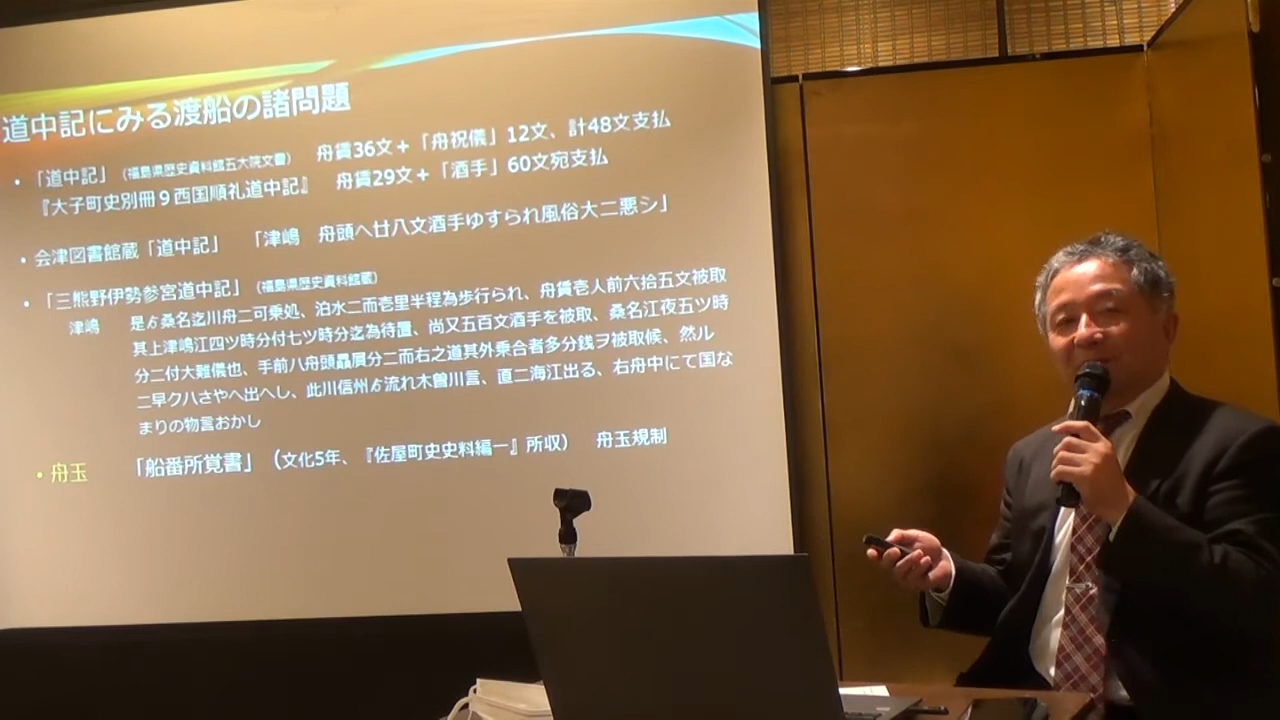 道中記にみる渡船の諸問題
・「道中記」（福島県歴史資料館五大院文書） 舟賃36文＋「舟祝儀」12文、計48文支払
『大子町史別冊９西国順礼道中記』 舟賃29文＋「酒手」60文宛支払
・会津図書館蔵「道中記」 「津嶋 舟頭へ廿八文酒手ゆすられ風俗大ニ悪シ」
・「三熊野伊勢参宮道中記」（福島県歴史資料館蔵）
津嶋 是ゟ桑名迄川舟ニ可乗処、泊水ニ而壱里半程為歩行られ、舟賃壱人前六拾五文被取
其上津嶋江四ツ時分付七ツ時分迄為待置、尚又五百文酒手を被取、桑名江夜五ツ時
分ニ付大難儀也、手前ハ舟頭贔屓分ニ而右之道其外乗合者多分銭ヲ被取候、然ル
ニ早クハさやへ出へし、此川信州ゟ流れ木曽川言、直ニ海江出る、右舟中にて国な
まりの物言おかし
・舟玉 「船番所覚書」（文化5年、『佐屋町史史料編一』所収） 舟玉規制